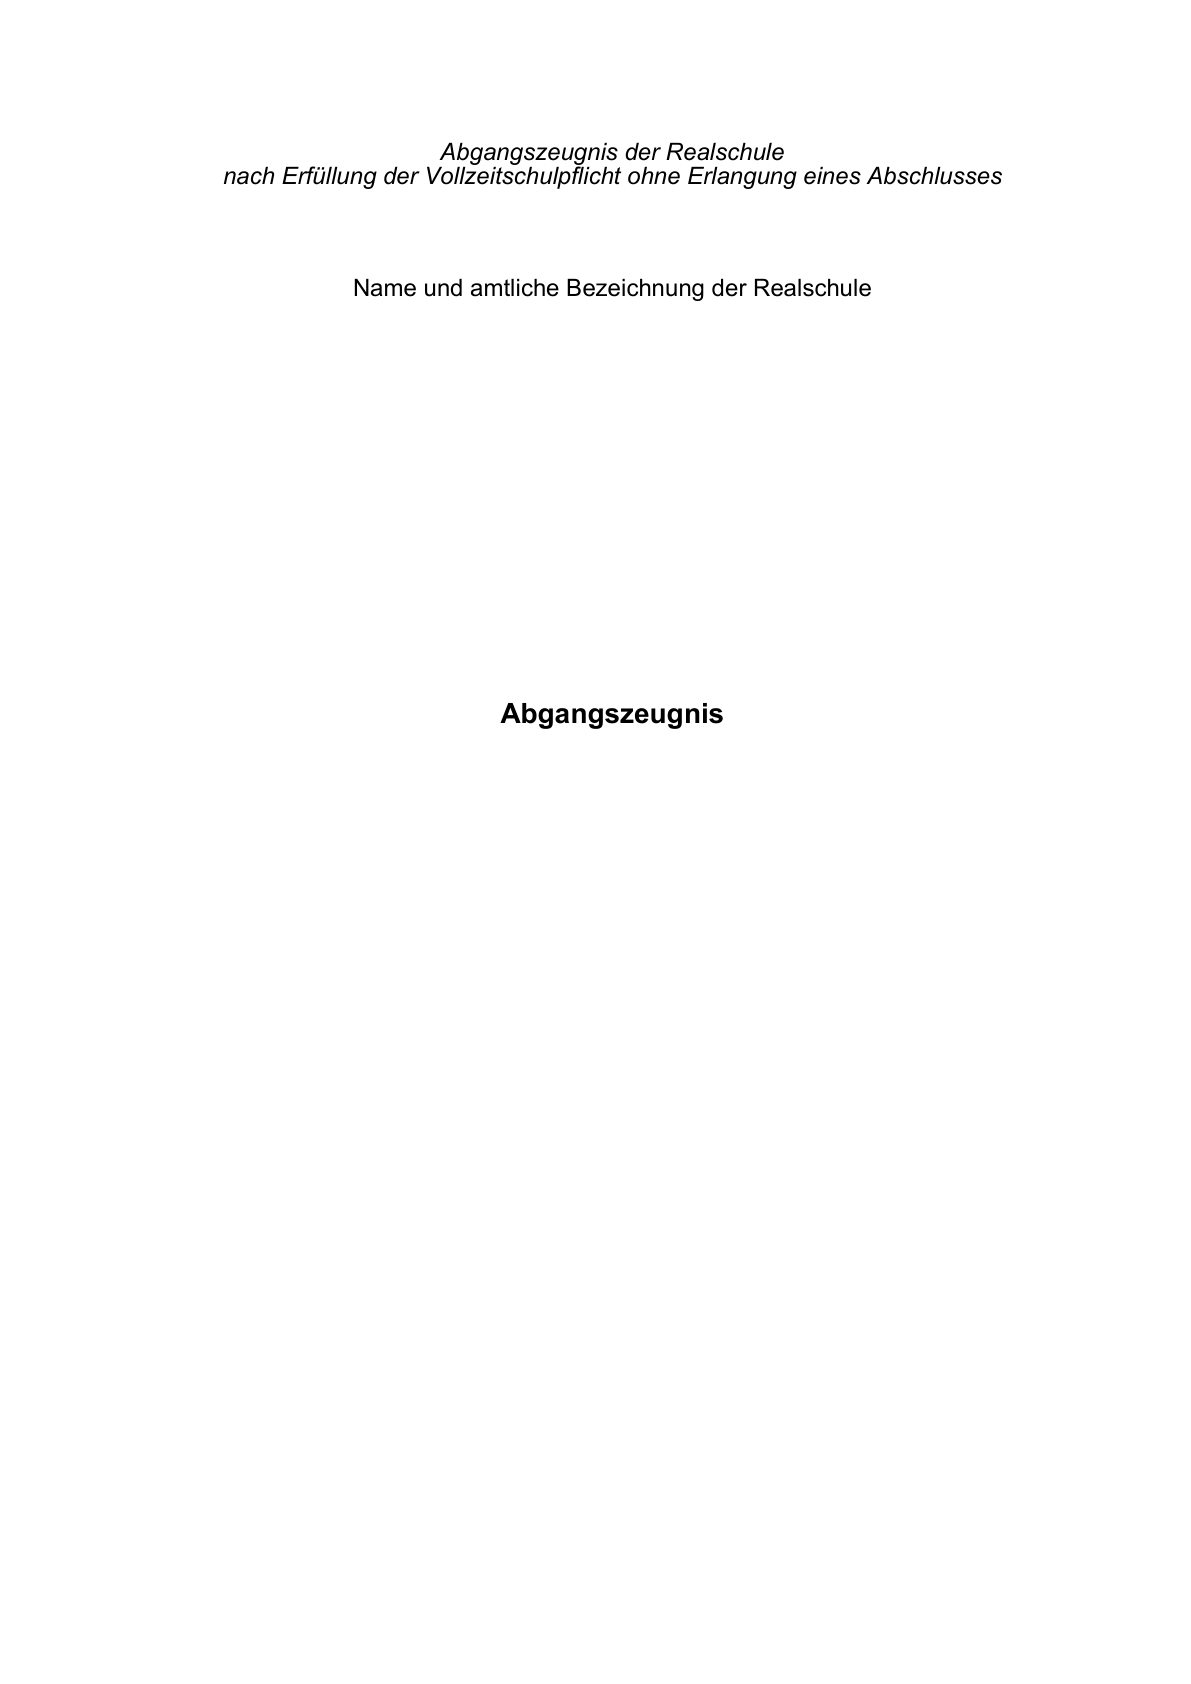 Abgangszeugnis der Realschule
nach Erfüllung der Vollzeitschulpflicht ohne Erlangung eines Abschlusses
Name und amtliche Bezeichnung der Realschule
Abgangszeugnis